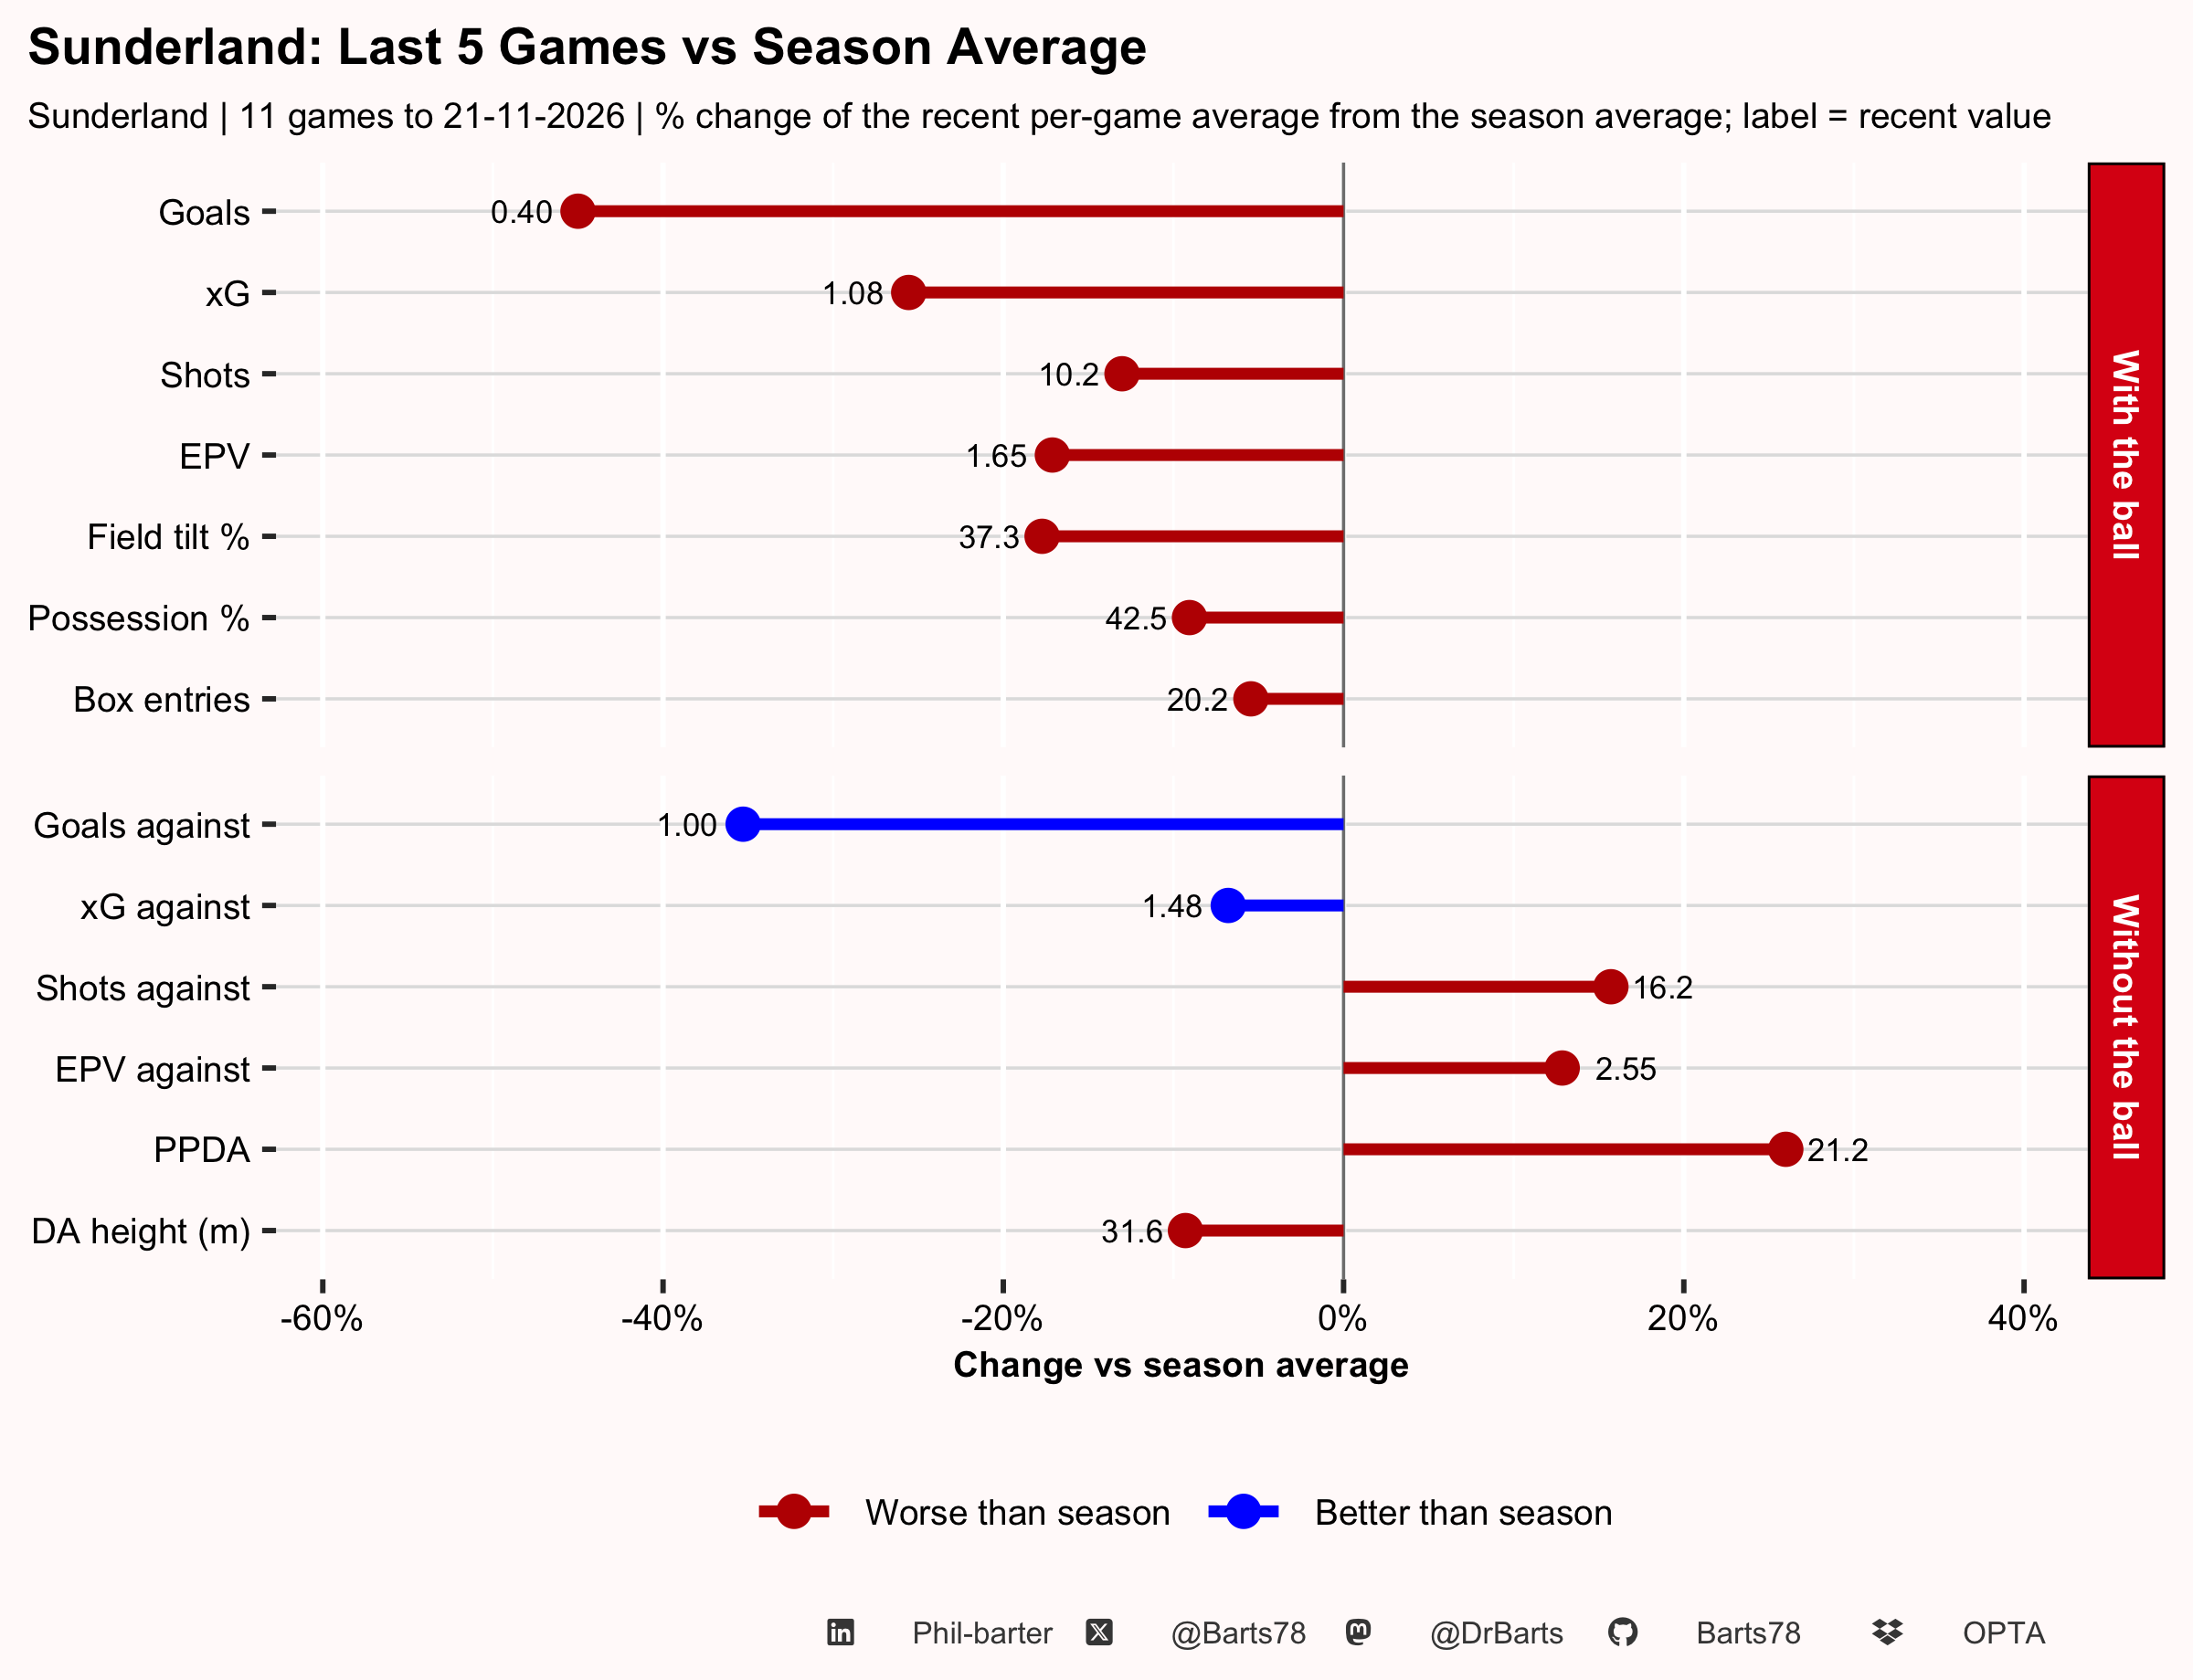 Sunderland: Last 5 Games vs Season Average
Sunderland | 11 games to 21-11-2026 | % change of the recent per-game average from the season average; label = recent value
With the ball
Goals 0.40
xG 1.08
Shots 10.2
EPV 1.65
Field tilt % 37.3
Possession % 42.5
Box entries 20.2
Without the ball
Goals against 1.00
xG against 1.48
Shots against 16.2
EPV against 2.55
PPDA 21.2
DA height (m) 31.6
-60% -40% -20% 0% 20% 40%
Change vs season average
Worse than season Better than season
Phil-barter @Barts78 @DrBarts Barts78 OPTA